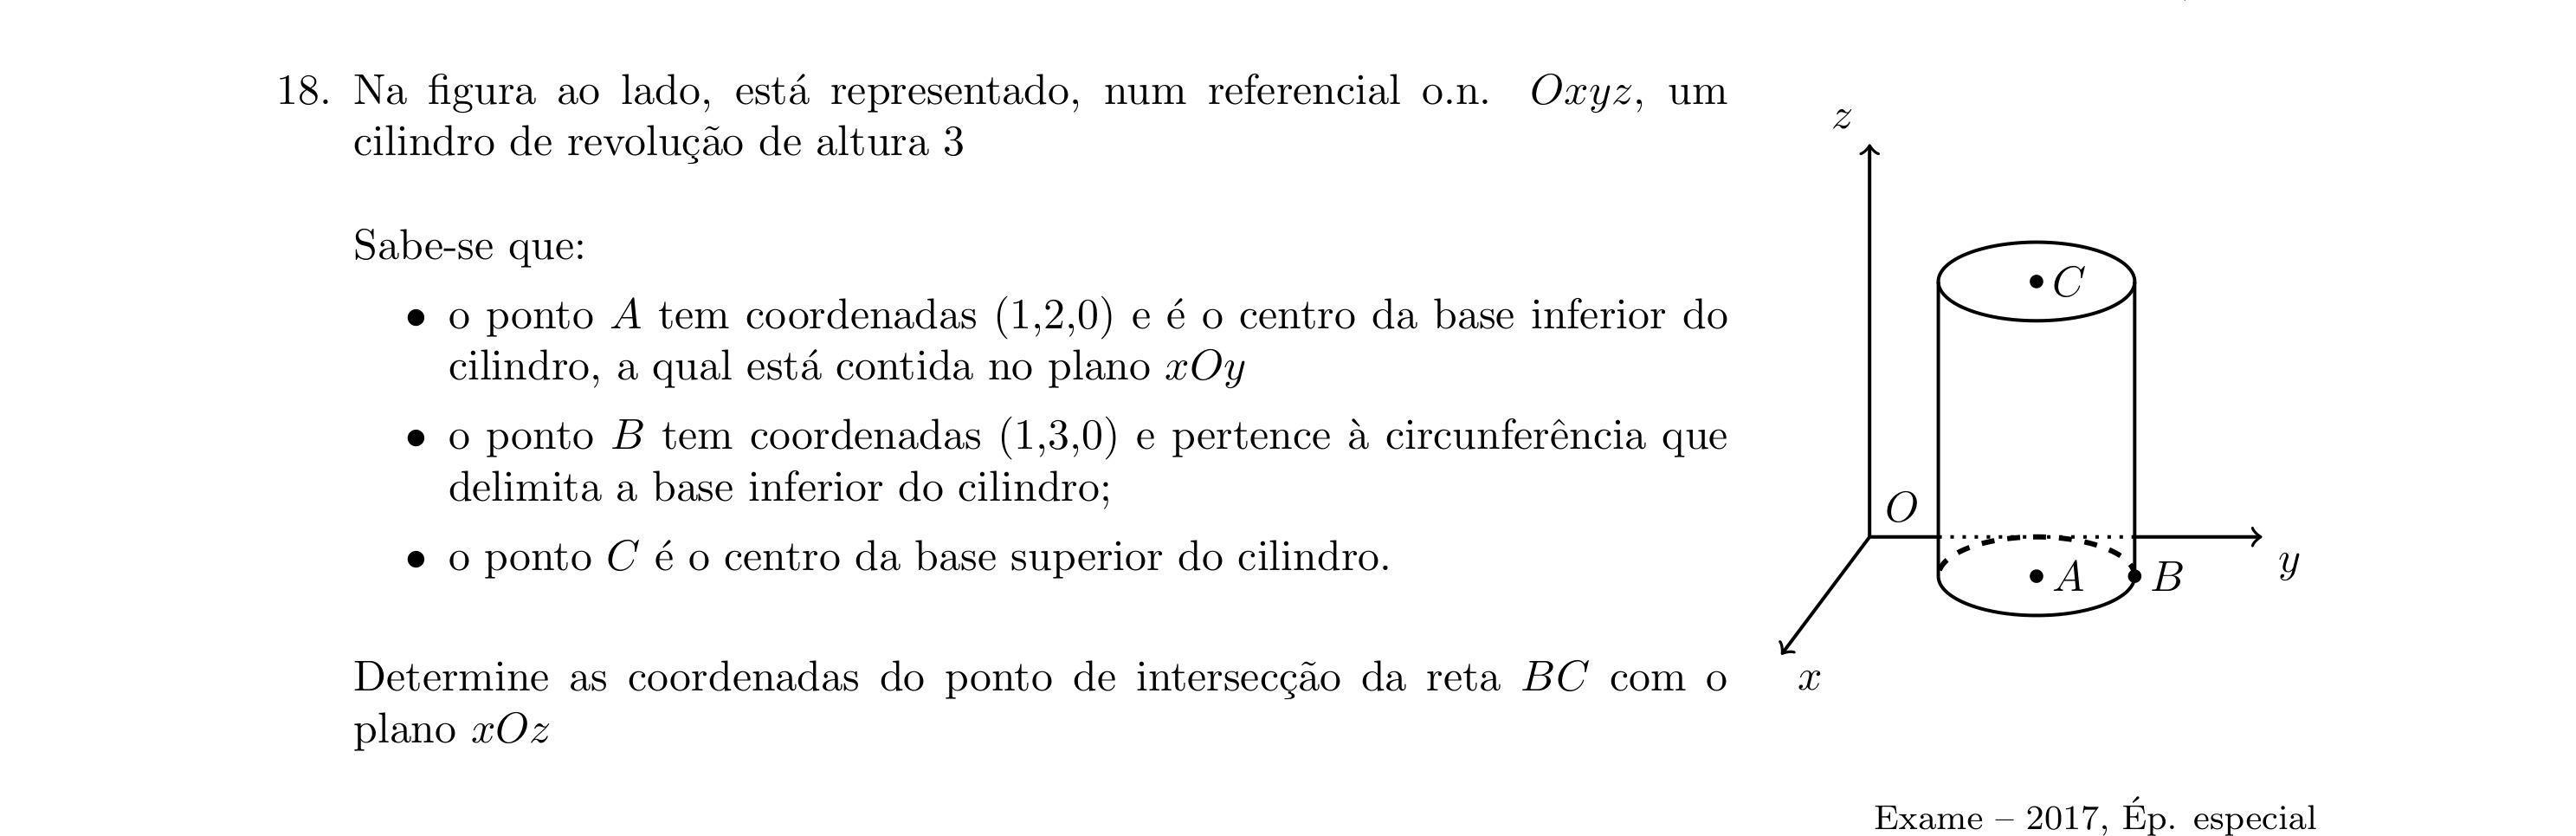 18. Na figura ao lado, está representado, num referencial o.n. Oxyz, um
cilindro de revolução de altura 3
Sabe-se que:
• o ponto A tem coordenadas (1,2,0) e é o centro da base inferior do
cilindro, a qual está contida no plano xOy
• o ponto B tem coordenadas (1,3,0) e pertence à circunferência que
delimita a base inferior do cilindro;
• o ponto C é o centro da base superior do cilindro.
Determine as coordenadas do ponto de intersecção da reta BC com o
plano xOz
z
C
O
A
B
y
x
Exame – 2017, Ép. especial